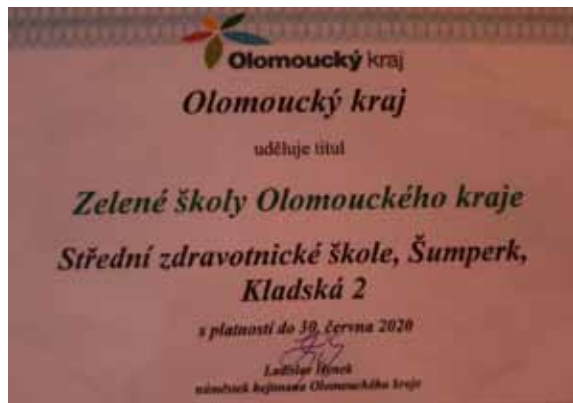 Olomoucký kraj
Olomoucký kraj
uděluje titul
Zelené školy Olomouckého kraje
Střední zdravotnické škole, Šumperk,
Kladská 2
s platností do 30. června 2020
Ladislav Hynek
náměstek hejtmana Olomouckého kraje